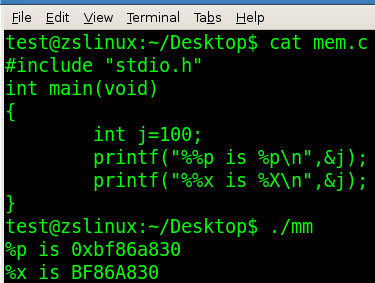 File Edit View Terminal Tabs Help
test@zslinux:~/Desktop$ cat mem.c
#include "stdio.h"
int main(void)
{
        int j=100;
        printf("%%p is %p\n",&j);
        printf("%%x is %X\n",&j);
}
test@zslinux:~/Desktop$ ./mm
%p is 0xbf86a830
%x is BF86A830